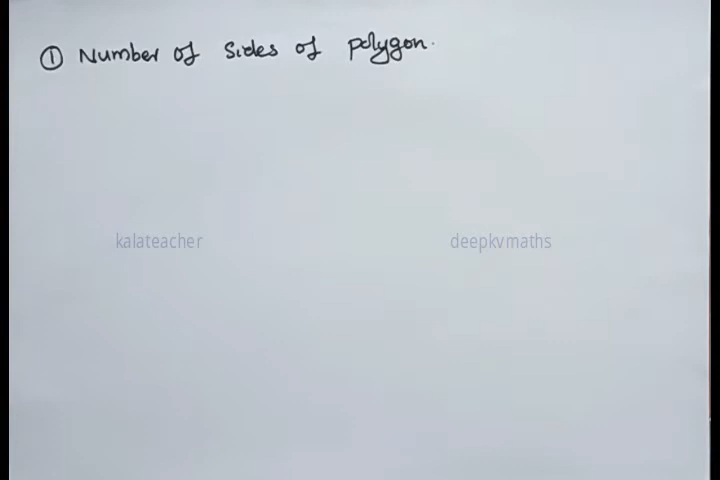 ① Number of Sides of polygon.
kalateacher deepkvmaths